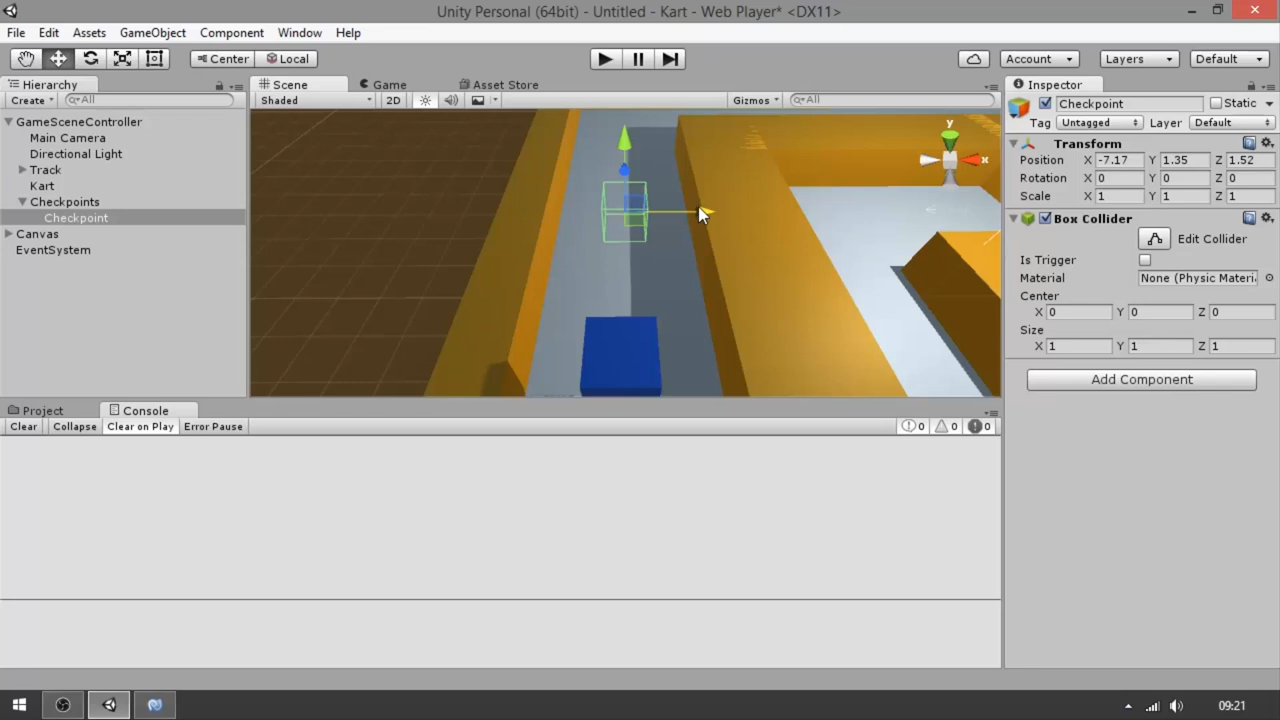 Unity Personal (64bit) - Untitled - Kart - Web Player* <DX11>
File Edit Assets GameObject Component Window Help
Center Local Account Layers Default
Hierarchy Scene Game Asset Store Inspector
Create All Shaded 2D Gizmos All Checkpoint Static
Tag Untagged Layer Default
GameSceneController
Main Camera
Directional Light
Track
Kart
Checkpoints
Checkpoint
Canvas
EventSystem
y
x
Transform
Position X -7.17 Y 1.35 Z 1.52
Rotation X 0 Y 0 Z 0
Scale X 1 Y 1 Z 1
Box Collider
Edit Collider
Is Trigger
Material None (Physic Materi
Center
X 0 Y 0 Z 0
Size
X 1 Y 1 Z 1
Add Component
Project Console
Clear Collapse Clear on Play Error Pause 0 0 0
09:21